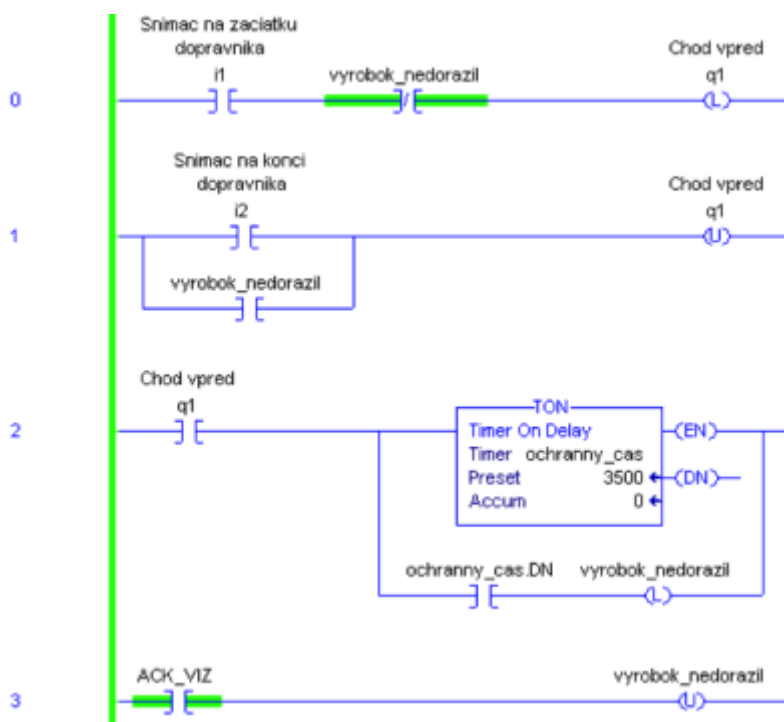 Snimac na zaciatku
dopravnika
i1
vyrobok_nedorazil
Chod vpred
q1
0
L
Snimac na konci
dopravnika
i2
Chod vpred
q1
1
U
vyrobok_nedorazil
Chod vpred
q1
2
TON
Timer On Delay
EN
Timer ochranny_cas
Preset 3500
DN
Accum 0
ochranny_cas.DN
vyrobok_nedorazil
L
ACK_VIZ
vyrobok_nedorazil
3
U